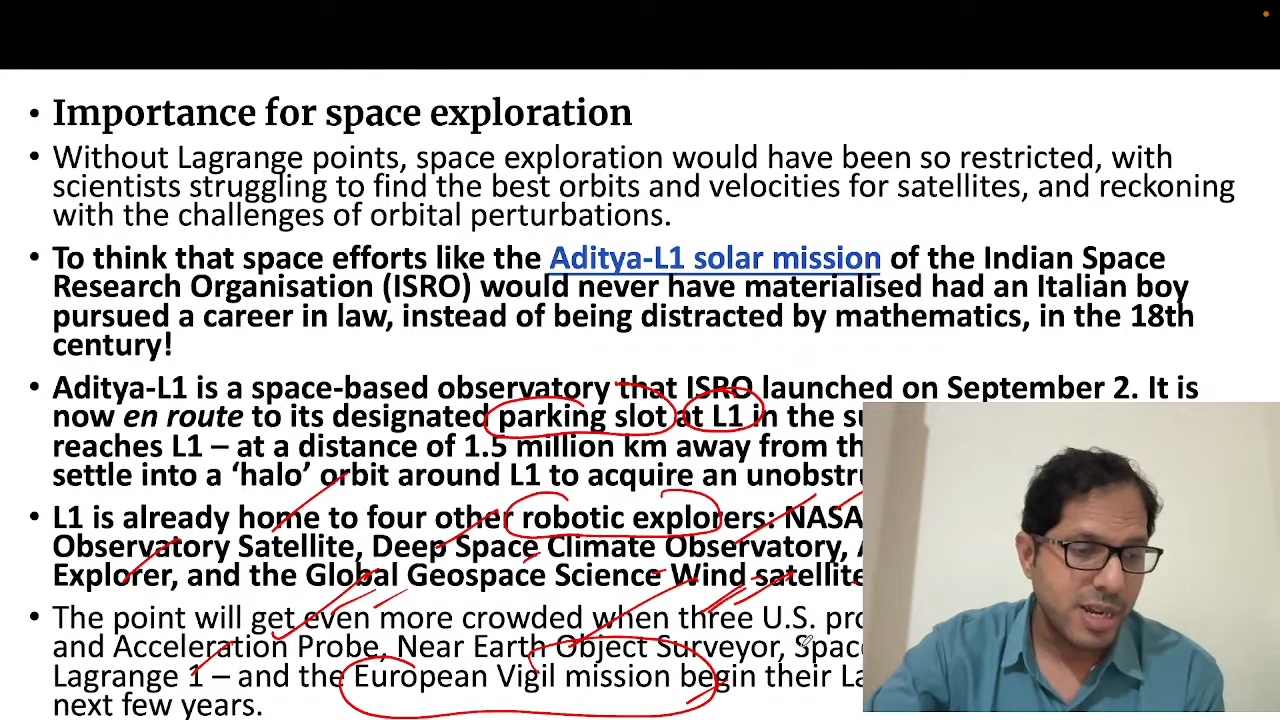 • Importance for space exploration
• Without Lagrange points, space exploration would have been so restricted, with
scientists struggling to find the best orbits and velocities for satellites, and reckoning
with the challenges of orbital perturbations.
• To think that space efforts like the Aditya-L1 solar mission of the Indian Space
Research Organisation (ISRO) would never have materialised had an Italian boy
pursued a career in law, instead of being distracted by mathematics, in the 18th
century!
• Aditya-L1 is a space-based observatory that ISRO launched on September 2. It is
now en route to its designated parking slot at L1 in the
reaches L1 – at a distance of 1.5 million km away from
settle into a ‘halo’ orbit around L1 to acquire an
• L1 is already home to four other robotic explorers: NASA
Observatory Satellite, Deep Space Climate Observatory,
Explorer, and the Global Geospace Science Wind satellite
• The point will get even more crowded when three U.S.
and Acceleration Probe, Near Earth Object Surveyor,
Lagrange 1 – and the European Vigil mission begin their
next few years.